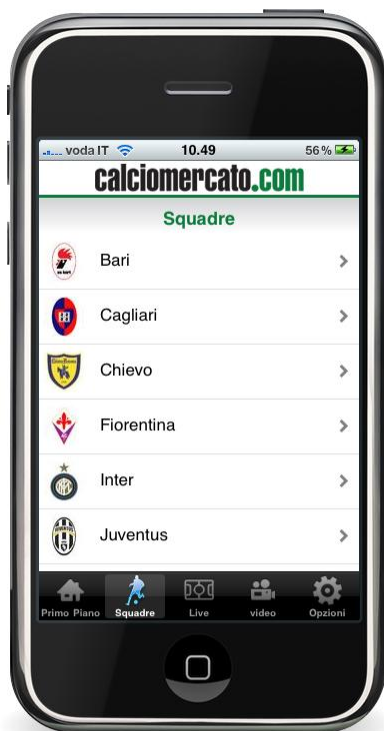 voda IT 10.49 56%
calciomercato.com
Squadre
Bari
Cagliari
Chievo
Fiorentina
Inter
Juventus
Primo Piano Squadre Live video Opzioni